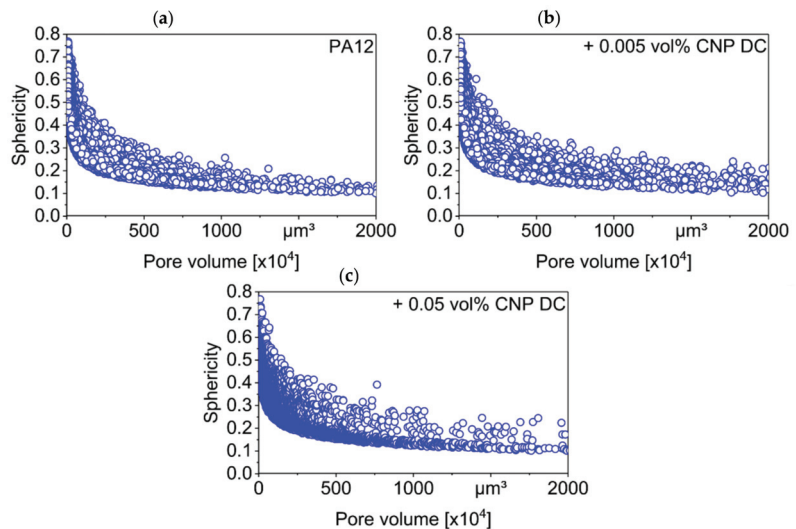 (a)
PA12
0.8
0.7
0.6
0.5
0.4
0.3
0.2
0.1
0.0
Sphericity
0 500 1000 µm³ 2000
Pore volume [x10⁴]
(b)
+ 0.005 vol% CNP DC
0.8
0.7
0.6
0.5
0.4
0.3
0.2
0.1
0.0
Sphericity
0 500 1000 µm³ 2000
Pore volume [x10⁴]
(c)
+ 0.05 vol% CNP DC
0.8
0.7
0.6
0.5
0.4
0.3
0.2
0.1
0.0
Sphericity
0 500 1000 µm³ 2000
Pore volume [x10⁴]